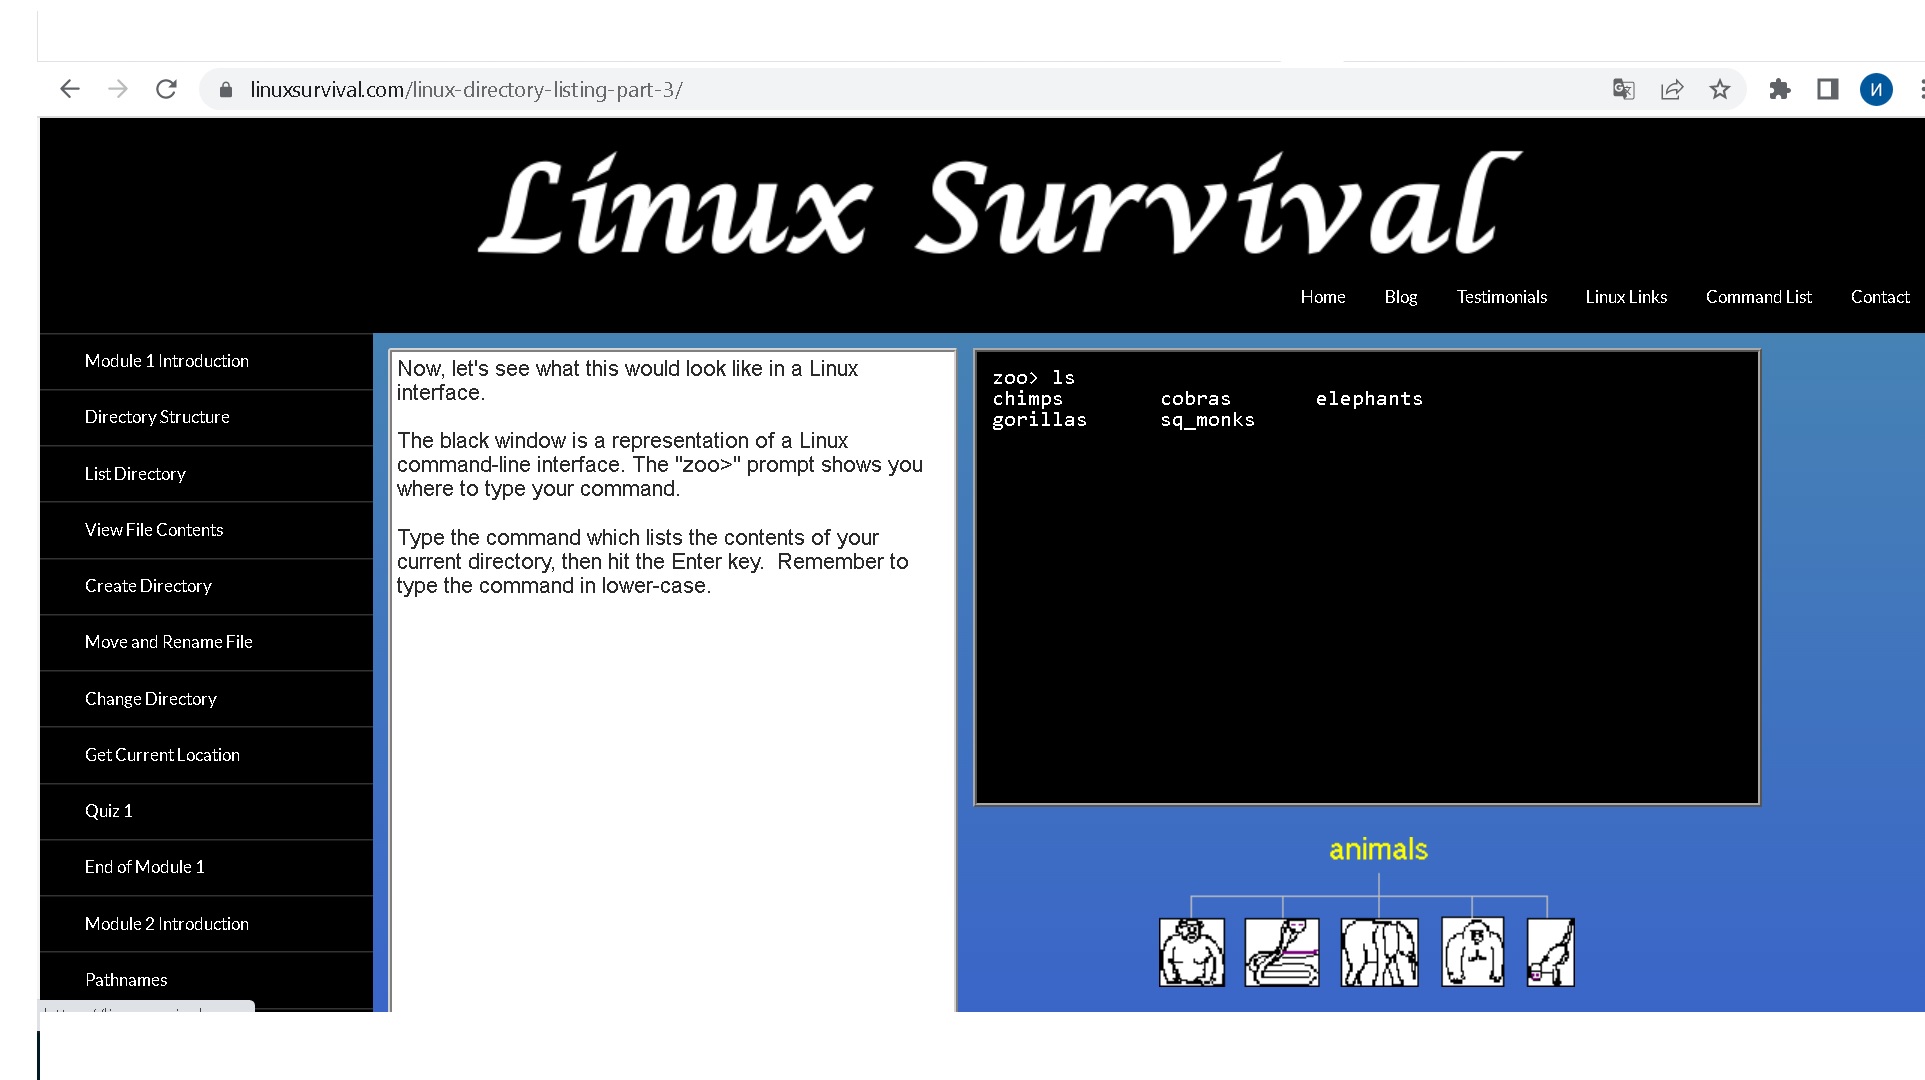 linuxsurvival.com/linux-directory-listing-part-3/
И
Linux Survival
Home Blog Testimonials Linux Links Command List Contact
Module 1 Introduction
Directory Structure
List Directory
View File Contents
Create Directory
Move and Rename File
Change Directory
Get Current Location
Quiz 1
End of Module 1
Module 2 Introduction
Pathnames
Now, let's see what this would look like in a Linux
interface.
The black window is a representation of a Linux
command-line interface. The "zoo>" prompt shows you
where to type your command.
Type the command which lists the contents of your
current directory, then hit the Enter key.  Remember to
type the command in lower-case.
zoo> ls
chimps cobras elephants
gorillas sq_monks
animals